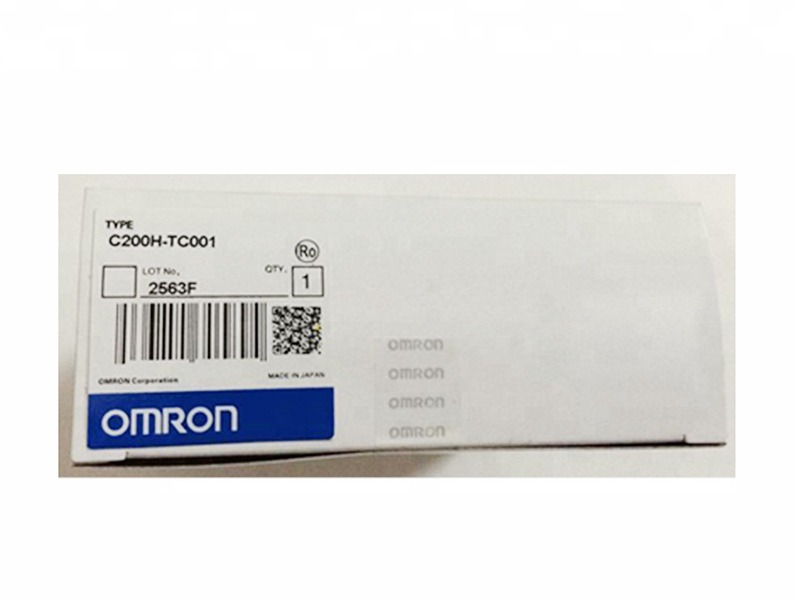 TYPE
C200H-TC001
Ro
LOT No.
QTY.
2563F
1
OMRON Corporation
MADE IN JAPAN
OMRON
OMRON
OMRON
OMRON
OMRON